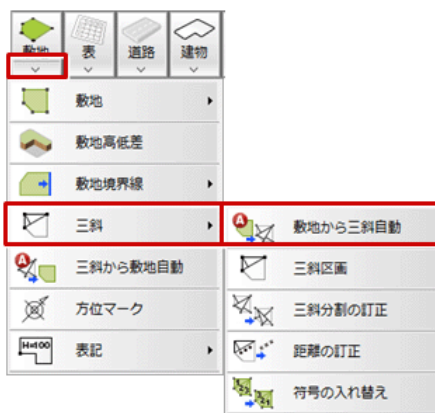 敷地
表
道路
建物
敷地
敷地高低差
敷地境界線
三斜
敷地から三斜自動
三斜から敷地自動
三斜区画
方位マーク
三斜分割の訂正
H=100
表記
距離の訂正
符号の入れ替え